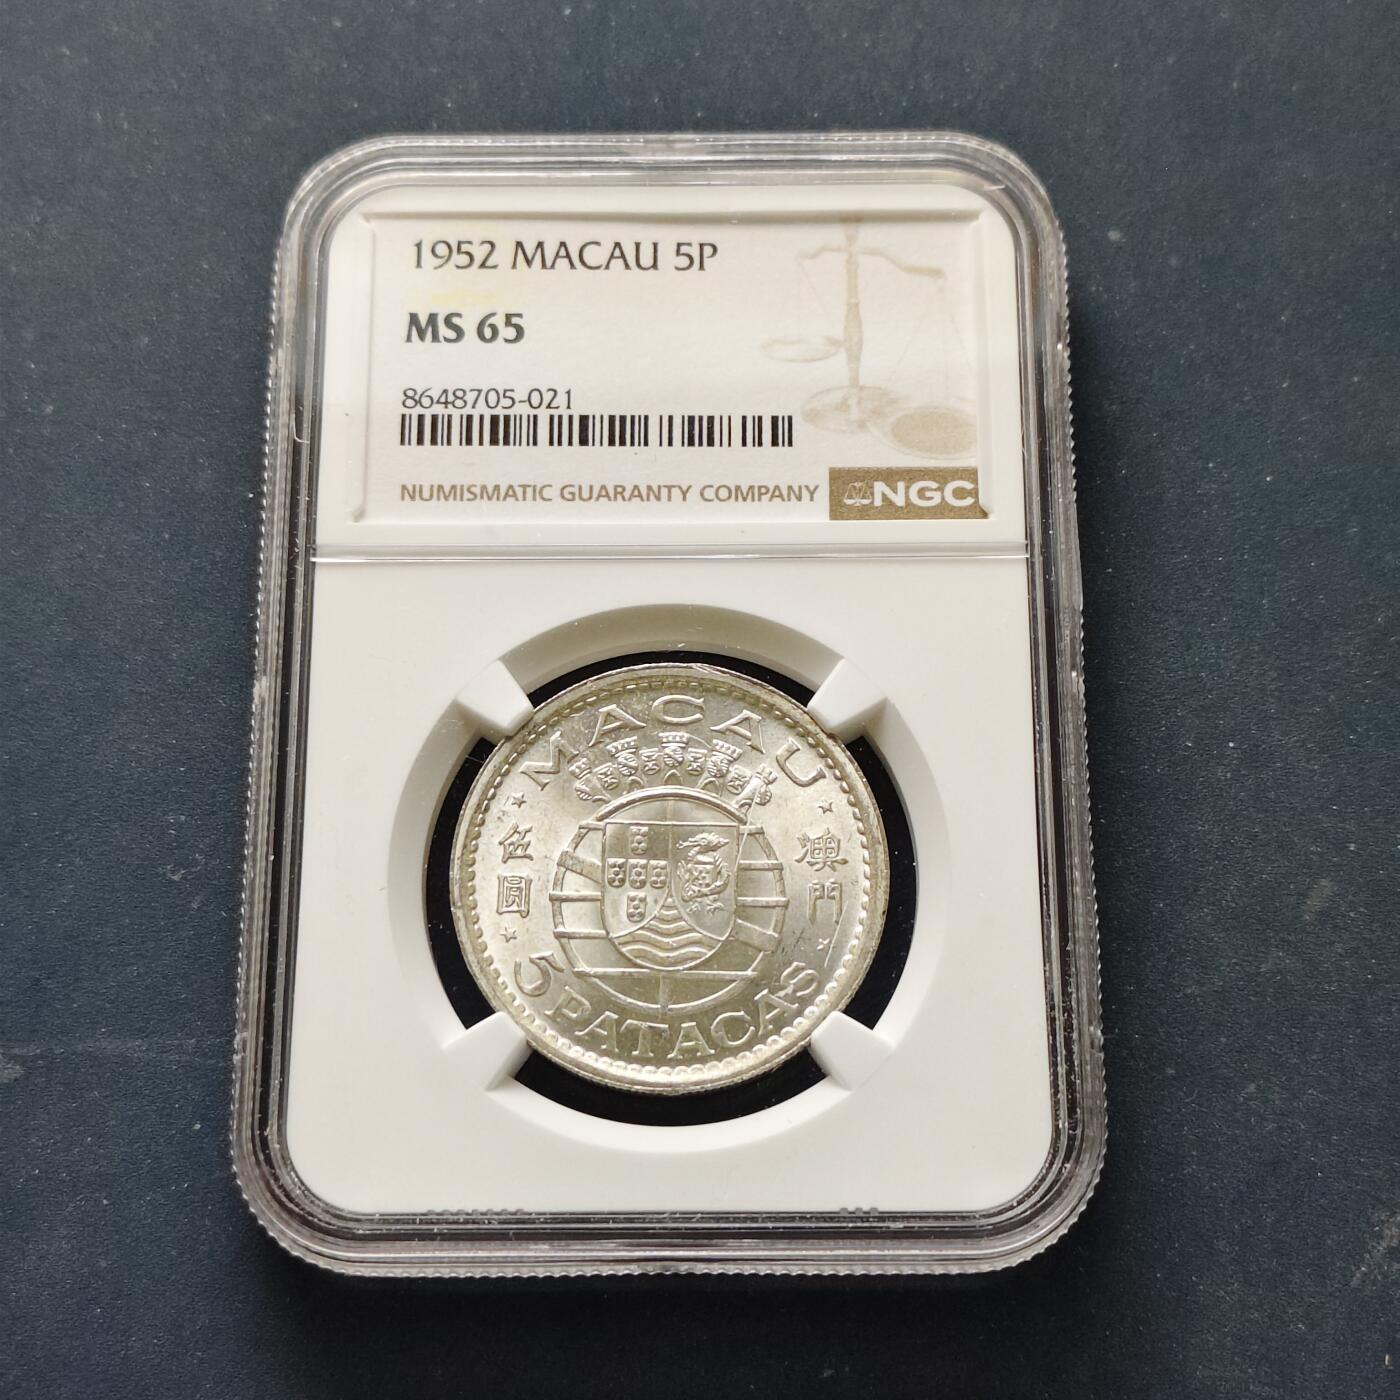 1952 MACAU 5P
MS 65
8648705-021
NUMISMATIC GUARANTY COMPANY NGC
MACAU
伍圓
澳門
5 PATACAS